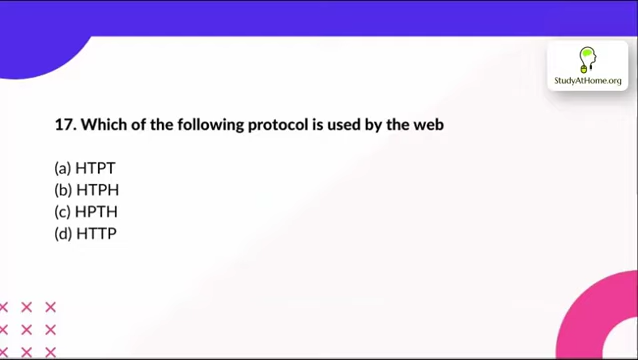 StudyAtHome.org
17. Which of the following protocol is used by the web
(a) HTPT
(b) HTPH
(c) HPTH
(d) HTTP